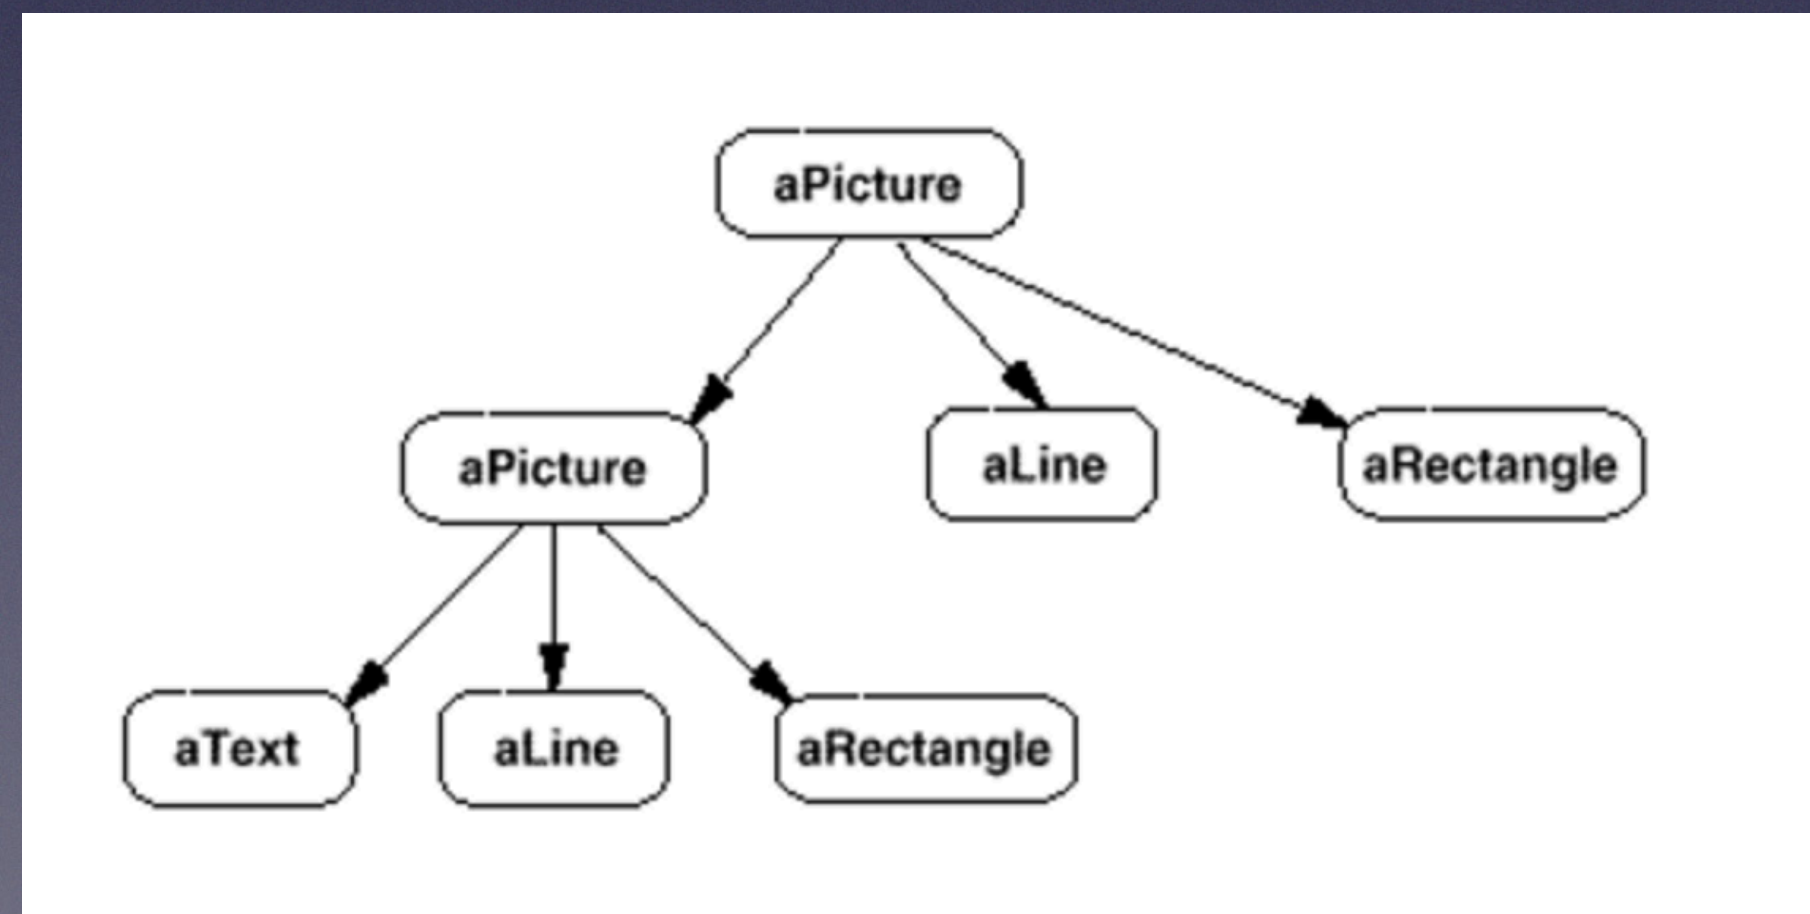 aPicture
aPicture
aLine
aRectangle
aText
aLine
aRectangle